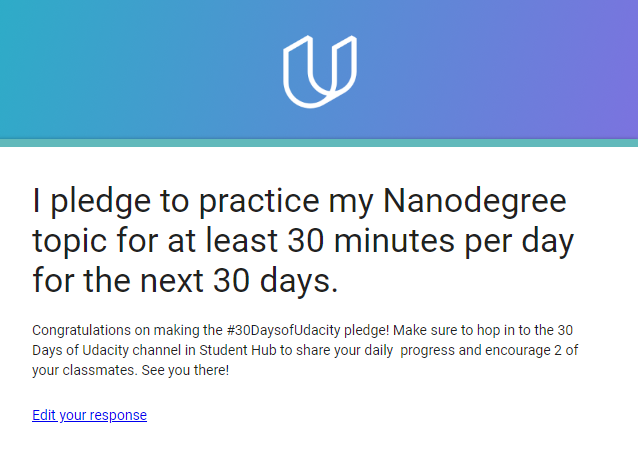 I pledge to practice my Nanodegree
topic for at least 30 minutes per day
for the next 30 days.
Congratulations on making the #30DaysofUdacity pledge! Make sure to hop in to the 30
Days of Udacity channel in Student Hub to share your daily  progress and encourage 2 of
your classmates. See you there!
Edit your response